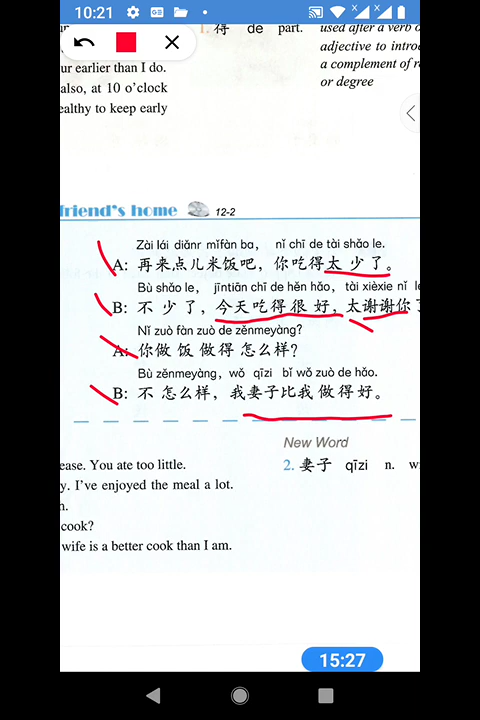 10:21
1. 得 de part. used after a verb o
adjective to introd
ur earlier than I do. a complement of r
also, at 10 o'clock or degree
ealthy to keep early
friend's home 12-2
Zài lái diǎnr mǐfàn ba, nǐ chī de tài shǎo le.
A: 再来点儿米饭吧，你吃得太少了。
Bù shǎo le, jīntiān chī de hěn hǎo, tài xièxie nǐ l
B: 不少了，今天吃得很好，太谢谢你了
Nǐ zuò fàn zuò de zěnmeyàng?
A: 你做饭做得怎么样？
Bù zěnmeyàng, wǒ qīzi bǐ wǒ zuò de hǎo.
B: 不怎么样，我妻子比我做得好。
New Word
ease. You ate too little. 2. 妻子 qīzi n. w
y. I've enjoyed the meal a lot.
n.
cook?
wife is a better cook than I am.
15:27